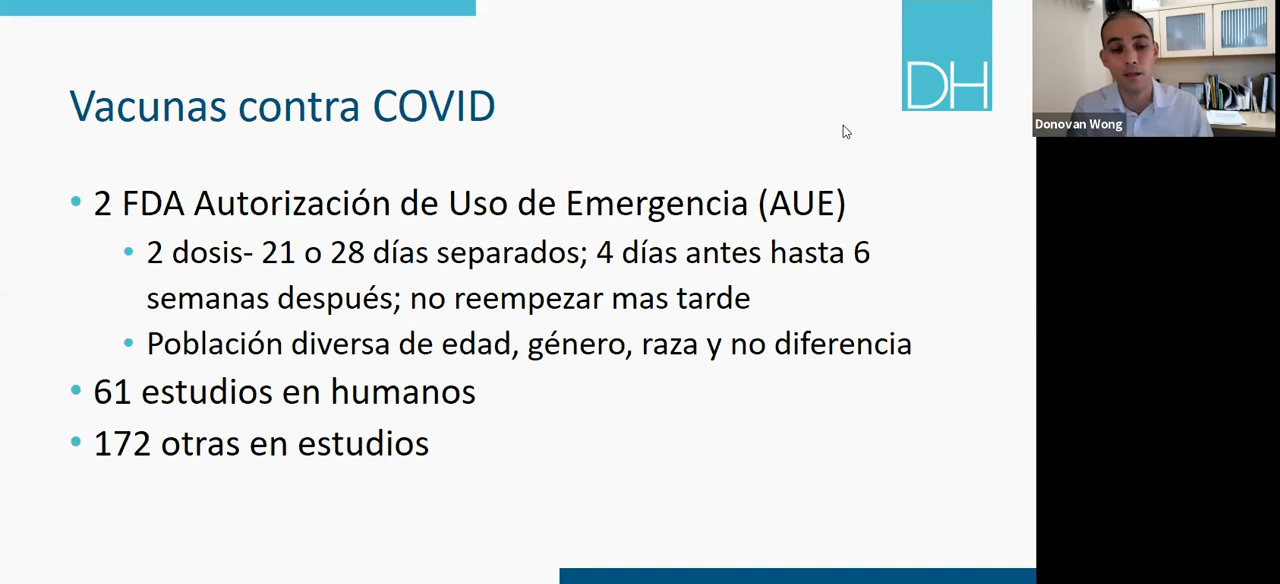 Vacunas contra COVID
DH
Donovan Wong
• 2 FDA Autorización de Uso de Emergencia (AUE)
• 2 dosis- 21 o 28 días separados; 4 días antes hasta 6
semanas después; no reempezar mas tarde
• Población diversa de edad, género, raza y no diferencia
• 61 estudios en humanos
• 172 otras en estudios